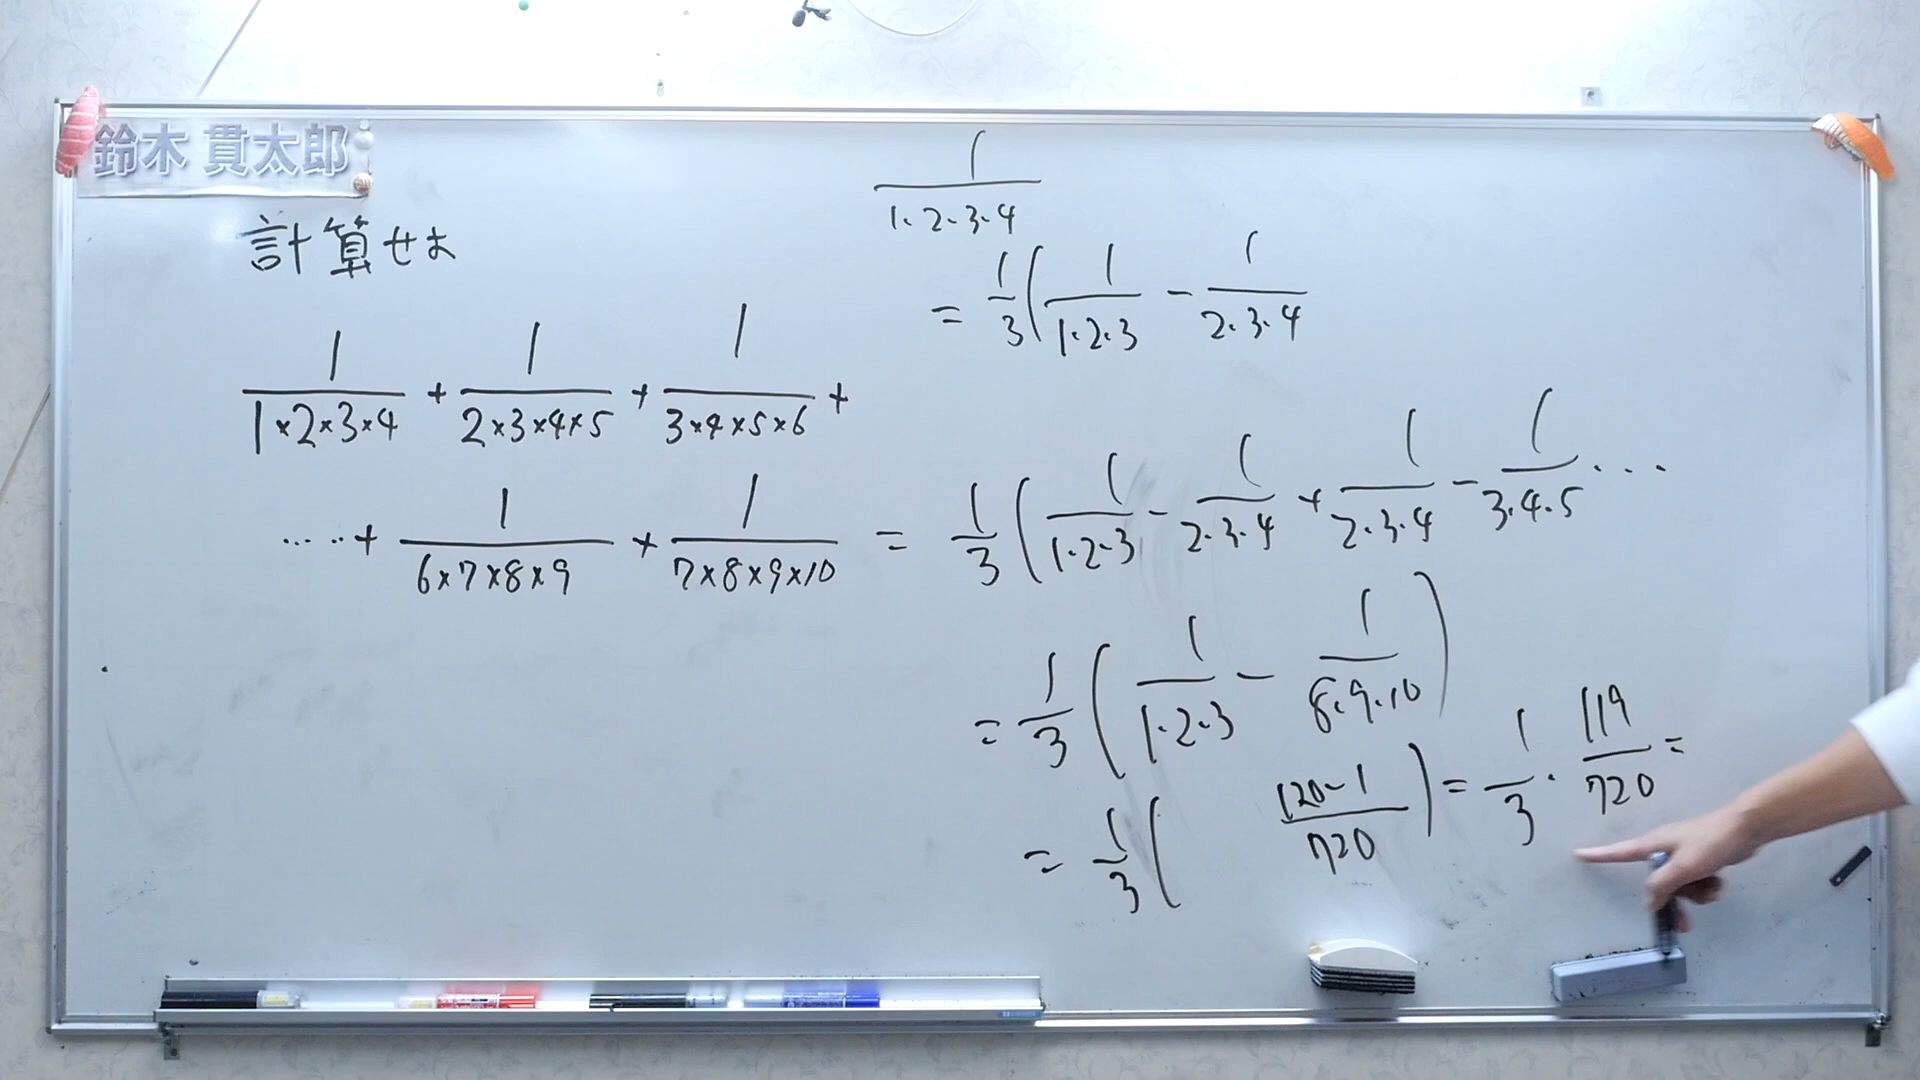 鈴木 貫太郎
計算せよ
1/(1×2×3×4) + 1/(2×3×4×5) + 1/(3×4×5×6) +
‥‥+ 1/(6×7×8×9) + 1/(7×8×9×10)
1/(1·2·3·4)
= 1/3(1/(1·2·3) - 1/(2·3·4)
= 1/3(1/(1·2·3) - 1/(2·3·4) + 1/(2·3·4) - 1/(3·4·5)...
= 1/3(1/(1·2·3) - 1/(8·9·10))
= 1/3((120-1)/720) = 1/3 · 119/720 =